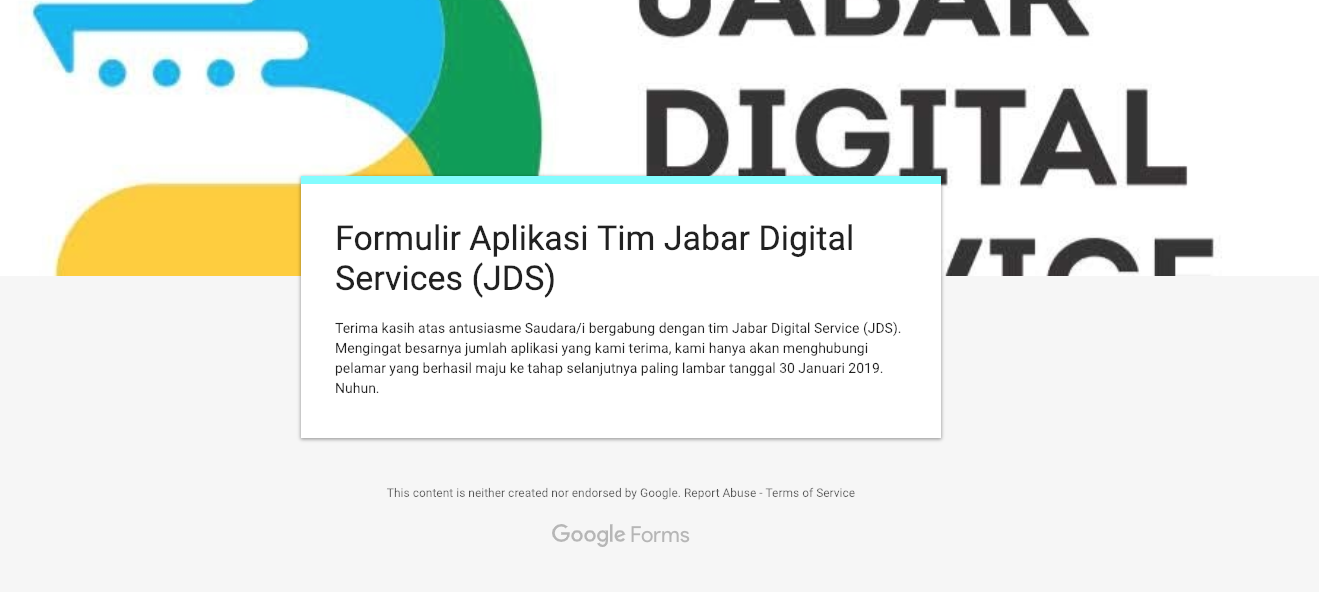 JABAR
DIGITAL
Formulir Aplikasi Tim Jabar Digital
Services (JDS)
Terima kasih atas antusiasme Saudara/i bergabung dengan tim Jabar Digital Service (JDS).
Mengingat besarnya jumlah aplikasi yang kami terima, kami hanya akan menghubungi
pelamar yang berhasil maju ke tahap selanjutnya paling lambar tanggal 30 Januari 2019.
Nuhun.
This content is neither created nor endorsed by Google. Report Abuse - Terms of Service
Google Forms